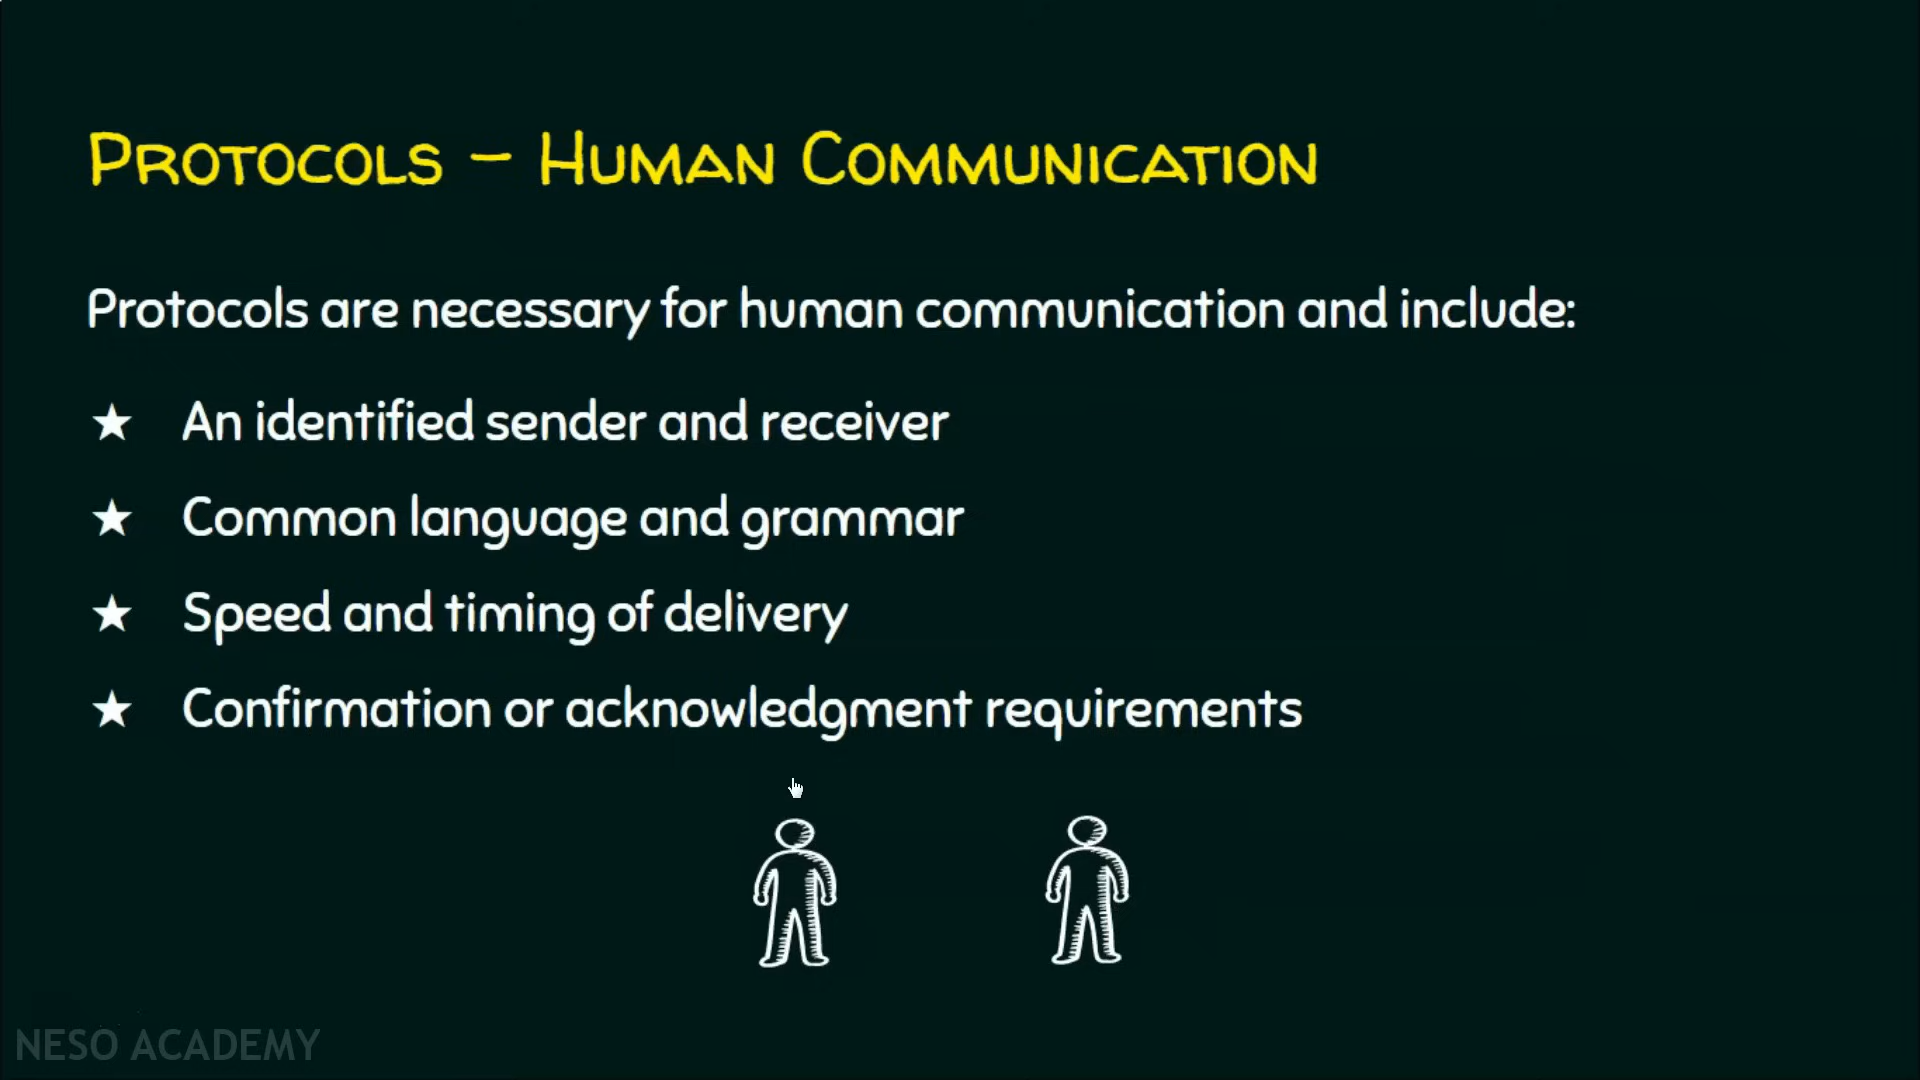 Protocols – Human Communication
Protocols are necessary for human communication and include:
★ An identified sender and receiver
★ Common language and grammar
★ Speed and timing of delivery
★ Confirmation or acknowledgment requirements
NESO ACADEMY